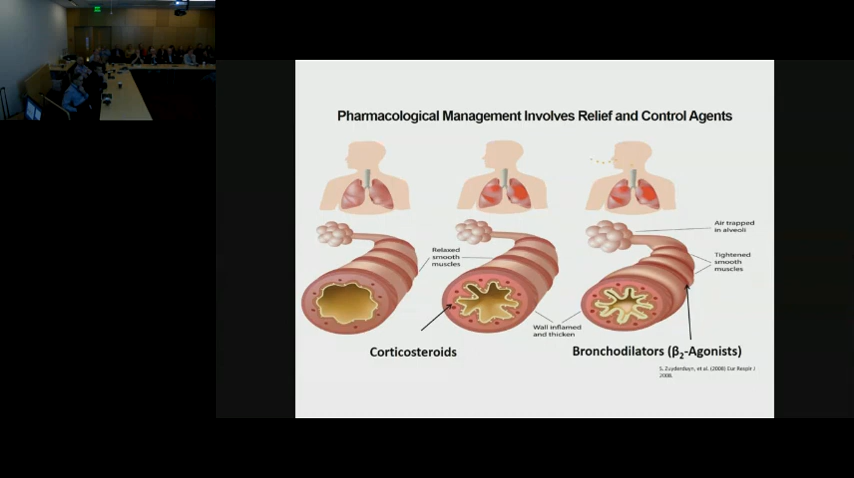 Pharmacological Management Involves Relief and Control Agents
Air trapped
in alveoli
Relaxed
smooth
muscles
Tightened
smooth
muscles
Wall inflamed
and thicken
Corticosteroids
Bronchodilators (β2-Agonists)
et al. (2008) Eur Respir J
2008.